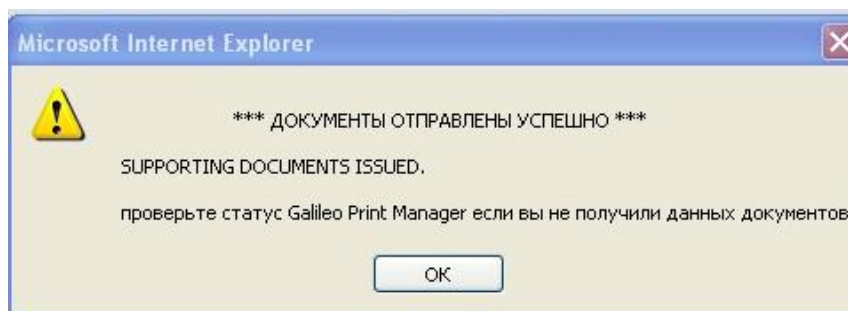 Microsoft Internet Explorer
*** ДОКУМЕНТЫ ОТПРАВЛЕНЫ УСПЕШНО ***
SUPPORTING DOCUMENTS ISSUED.
проверьте статус Galileo Print Manager если вы не получили данных документов
OK